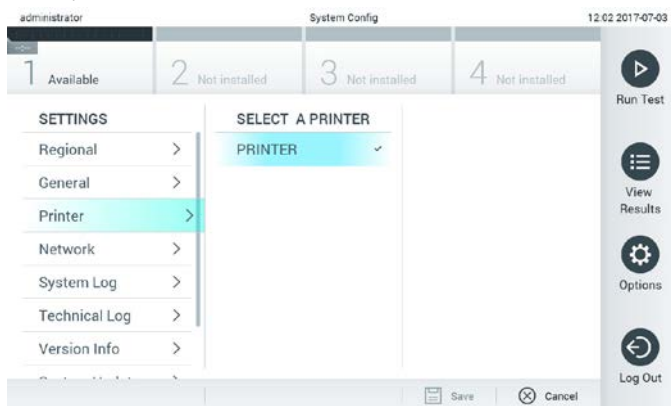 administrator System Config 12:02 2017-07-03
1 Available 2 Not installed 3 Not installed 4 Not installed
Run Test
SETTINGS
Regional
General
Printer
Network
System Log
Technical Log
Version Info
SELECT A PRINTER
PRINTER
View
Results
Options
Log Out
Save Cancel